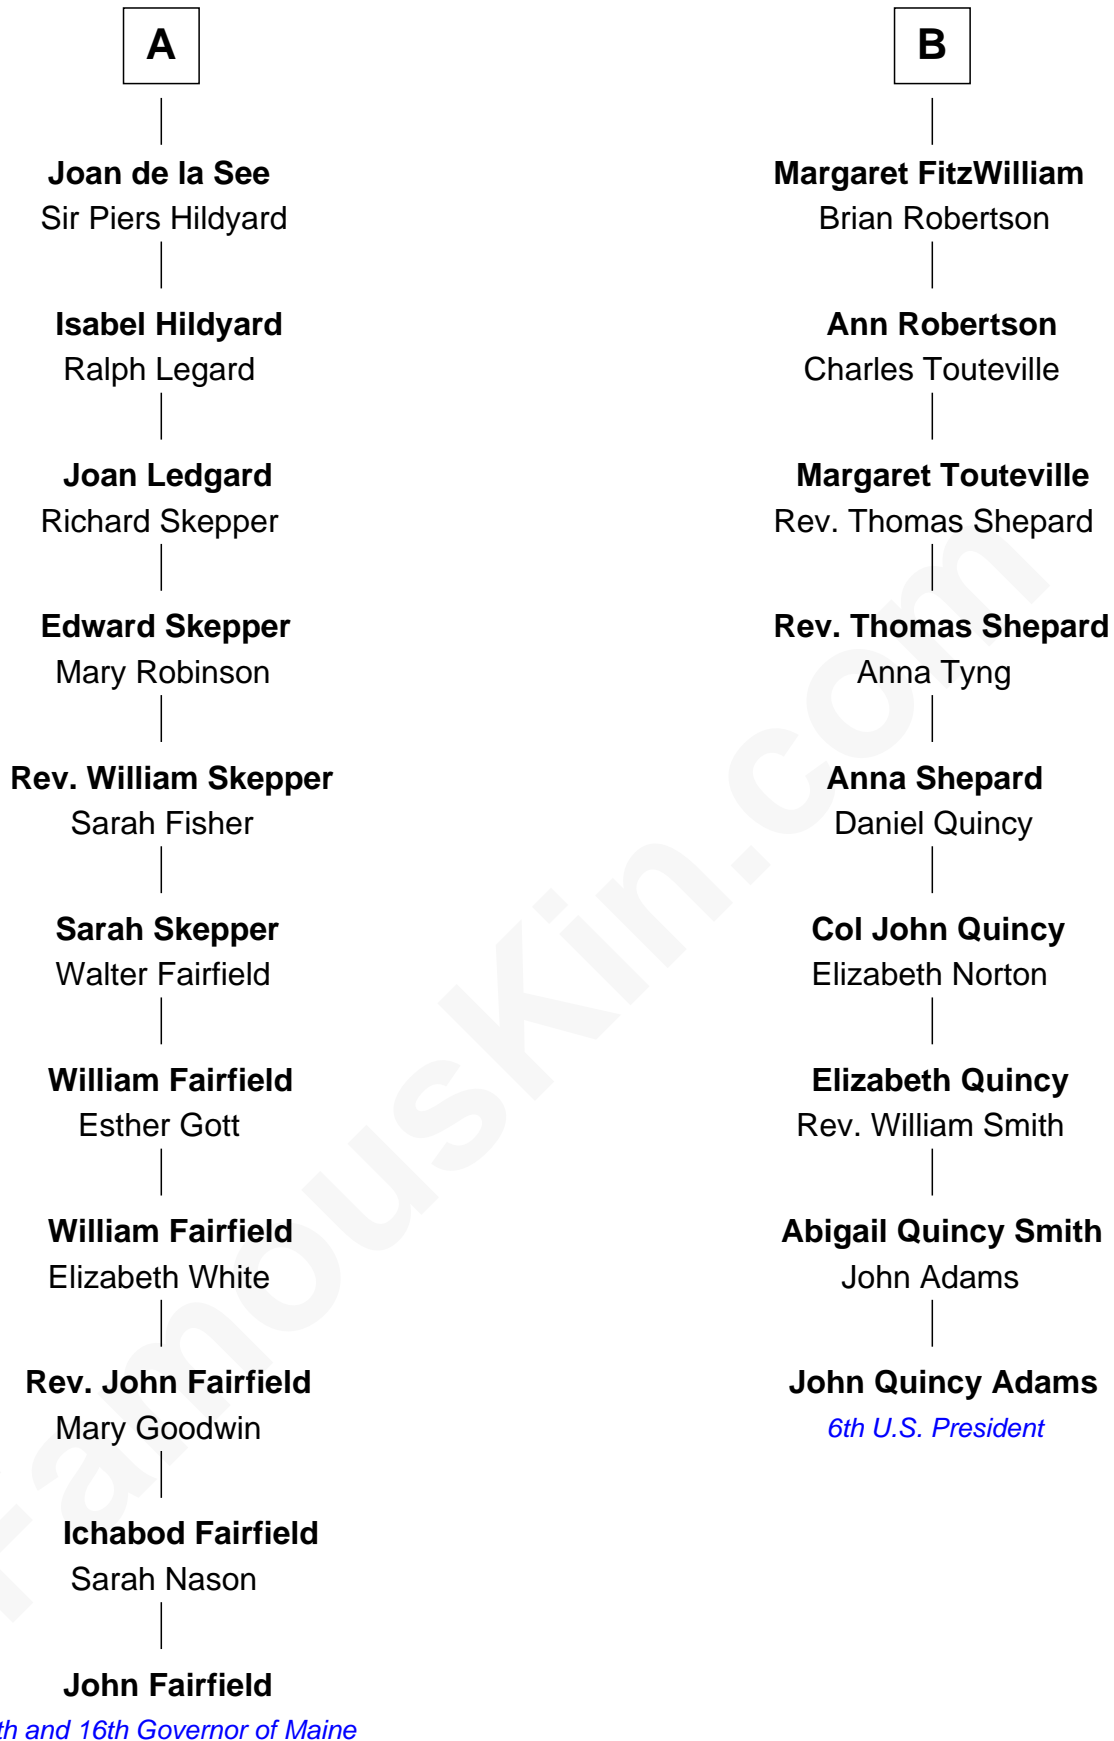 A
Joan de la See
Sir Piers Hildyard
Isabel Hildyard
Ralph Legard
Joan Ledgard
Richard Skepper
Edward Skepper
Mary Robinson
Rev. William Skepper
Sarah Fisher
Sarah Skepper
Walter Fairfield
William Fairfield
Esther Gott
William Fairfield
Elizabeth White
Rev. John Fairfield
Mary Goodwin
Ichabod Fairfield
Sarah Nason
John Fairfield
th and 16th Governor of Maine
B
Margaret FitzWilliam
Brian Robertson
Ann Robertson
Charles Touteville
Margaret Touteville
Rev. Thomas Shepard
Rev. Thomas Shepard
Anna Tyng
Anna Shepard
Daniel Quincy
Col John Quincy
Elizabeth Norton
Elizabeth Quincy
Rev. William Smith
Abigail Quincy Smith
John Adams
John Quincy Adams
6th U.S. President
FamousKin.com